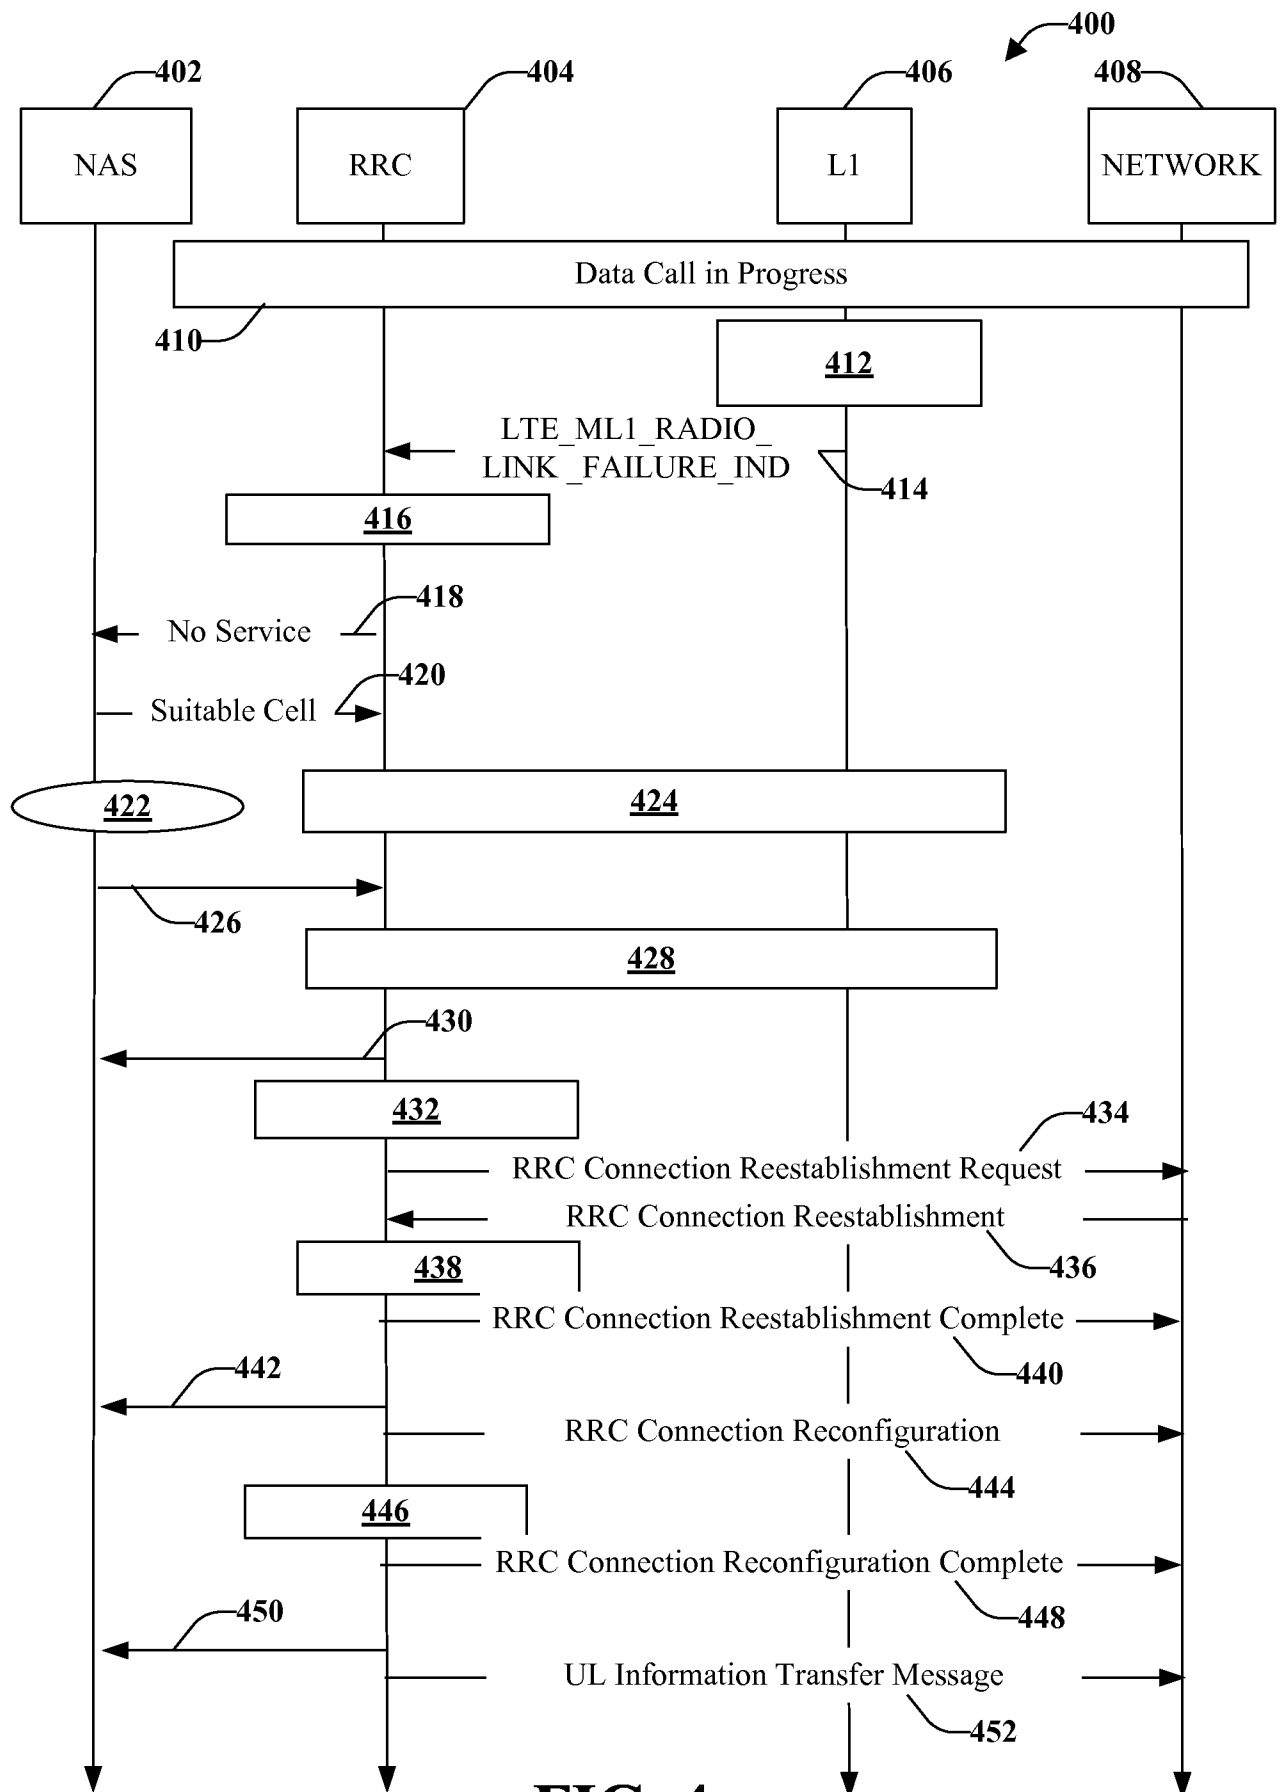 400
402
404
406
408
NAS
RRC
L1
NETWORK
Data Call in Progress
410
412
LTE_ML1_RADIO_
LINK _FAILURE_IND
414
416
418
No Service
420
Suitable Cell
422
424
426
428
430
432
434
RRC Connection Reestablishment Request
RRC Connection Reestablishment
436
438
RRC Connection Reestablishment Complete
440
442
RRC Connection Reconfiguration
444
446
RRC Connection Reconfiguration Complete
448
450
UL Information Transfer Message
452
FIG. 4